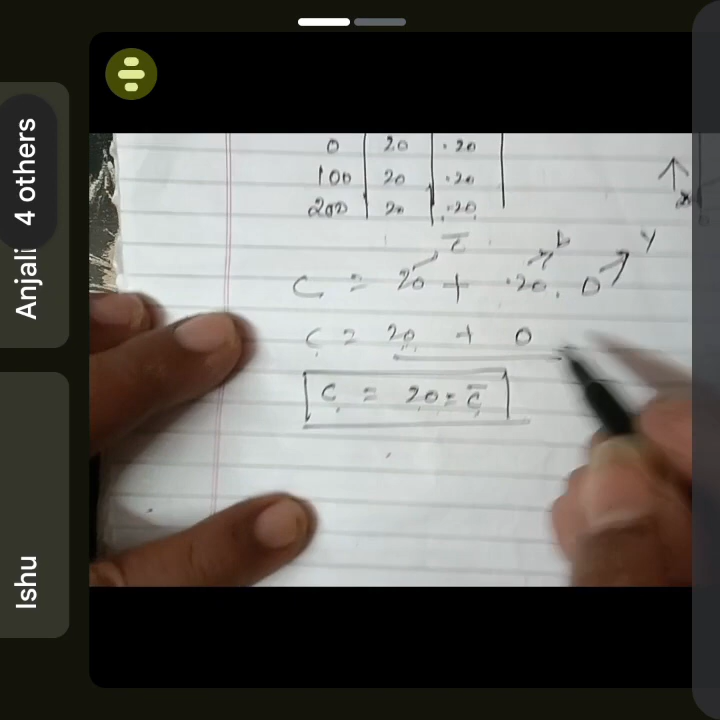 Anjali 4 others
Ishu
0 20 .20
100 20 .20
200 20 .20
c̄ b Y
C = 20 + .20. 0
C = 20 + 0
C = 20 = c̄